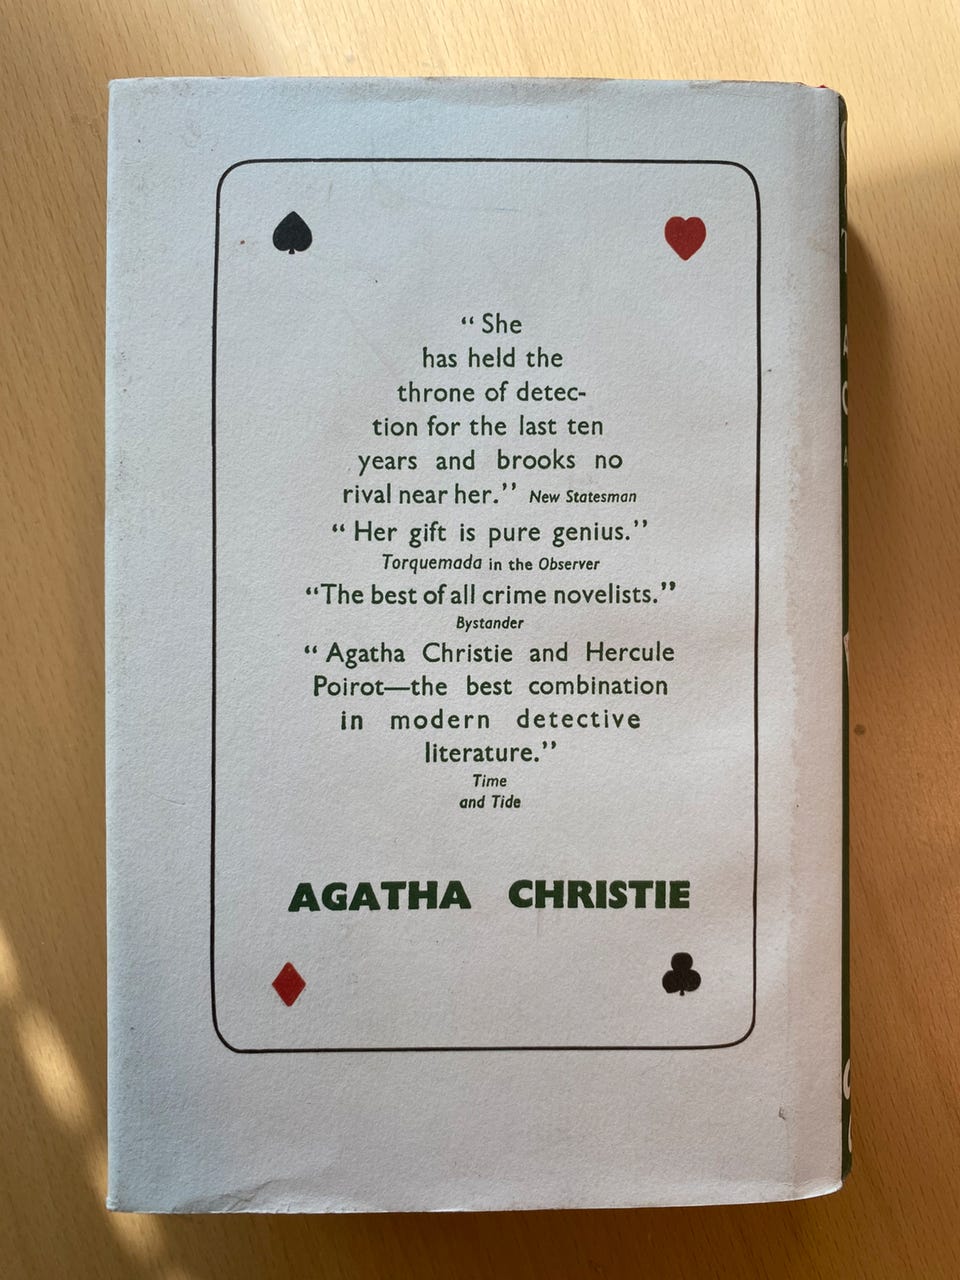 “ She
has held the
throne of detec-
tion for the last ten
years and brooks no
rival near her.” New Statesman
“ Her gift is pure genius.”
Torquemada in the Observer
“The best of all crime novelists.”
Bystander
“ Agatha Christie and Hercule
Poirot—the best combination
in modern detective
literature.”
Time
and Tide
AGATHA CHRISTIE